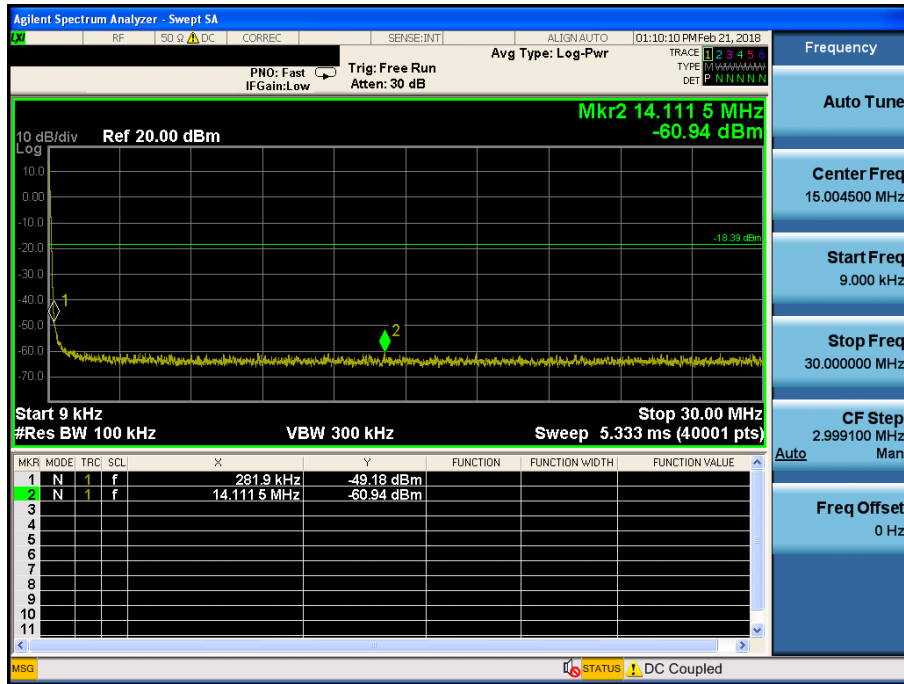 Agilent Spectrum Analyzer - Swept SA
LXI RF 50 Ω ⚠ DC CORREC SENSE:INT ALIGN AUTO 01:10:10 PM Feb 21, 2018
Avg Type: Log-Pwr
TRACE 1 2 3 4 5 6
TYPE M W W W W W
DET P N N N N N
PNO: Fast
IFGain:Low
Trig: Free Run
Atten: 30 dB
Mkr2 14.111 5 MHz
-60.94 dBm
10 dB/div Ref 20.00 dBm
Log
10.0
0.00
-10.0
-18.39 dBm
-20.0
-30.0
-40.0
1
-50.0
2
-60.0
-70.0
Start 9 kHz Stop 30.00 MHz
#Res BW 100 kHz VBW 300 kHz Sweep 5.333 ms (40001 pts)
MKR MODE TRC SCL X Y FUNCTION FUNCTION WIDTH FUNCTION VALUE
1 N 1 f 281.9 kHz -49.18 dBm
2 N 1 f 14.111 5 MHz -60.94 dBm
3
4
5
6
7
8
9
10
11
MSG STATUS DC Coupled
Frequency
Auto Tune
Center Freq
15.004500 MHz
Start Freq
9.000 kHz
Stop Freq
30.000000 MHz
CF Step
2.999100 MHz
Auto Man
Freq Offset
0 Hz